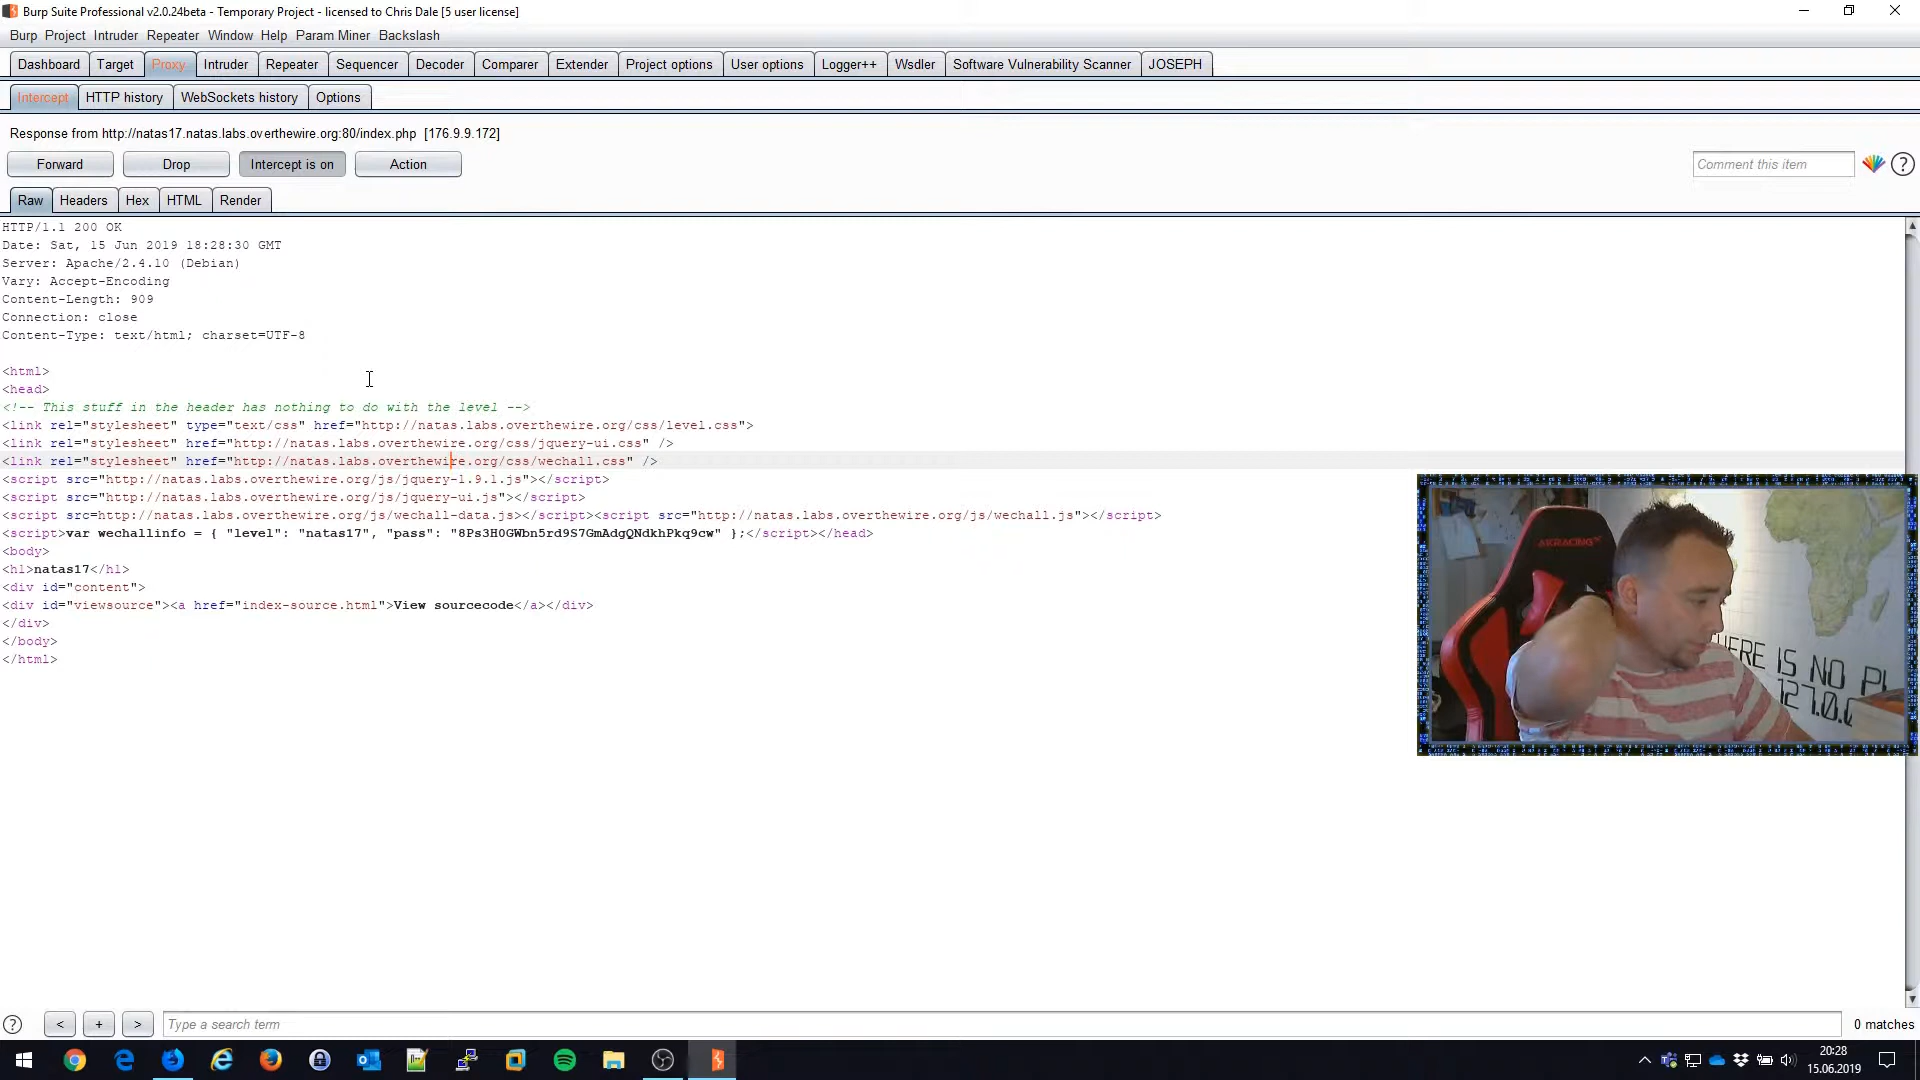 Burp Suite Professional v2.0.24beta - Temporary Project - licensed to Chris Dale [5 user license]
Burp Project Intruder Repeater Window Help Param Miner Backslash
Dashboard Target Proxy Intruder Repeater Sequencer Decoder Comparer Extender Project options User options Logger++ Wsdler Software Vulnerability Scanner JOSEPH
Intercept HTTP history WebSockets history Options
Response from http://natas17.natas.labs.overthewire.org:80/index.php [176.9.9.172]
Forward Drop Intercept is on Action Comment this item ?
Raw Headers Hex HTML Render
HTTP/1.1 200 OK
Date: Sat, 15 Jun 2019 18:28:30 GMT
Server: Apache/2.4.10 (Debian)
Vary: Accept-Encoding
Content-Length: 909
Connection: close
Content-Type: text/html; charset=UTF-8
<html>
<head>
<!-- This stuff in the header has nothing to do with the level -->
<link rel="stylesheet" type="text/css" href="http://natas.labs.overthewire.org/css/level.css">
<link rel="stylesheet" href="http://natas.labs.overthewire.org/css/jquery-ui.css" />
<link rel="stylesheet" href="http://natas.labs.overthewire.org/css/wechall.css" />
<script src="http://natas.labs.overthewire.org/js/jquery-1.9.1.js"></script>
<script src="http://natas.labs.overthewire.org/js/jquery-ui.js"></script>
<script src=http://natas.labs.overthewire.org/js/wechall-data.js></script><script src="http://natas.labs.overthewire.org/js/wechall.js"></script>
<script>var wechallinfo = { "level": "natas17", "pass": "8Ps3H0GWbn5rd9S7GmAdgQNdkhPkq9cw" };</script></head>
<body>
<h1>natas17</h1>
<div id="content">
<div id="viewsource"><a href="index-source.html">View sourcecode</a></div>
</div>
</body>
</html>
AKRACING
HERE IS NO PL
127.0.0
? < + > Type a search term 0 matches
20:28
15.06.2019